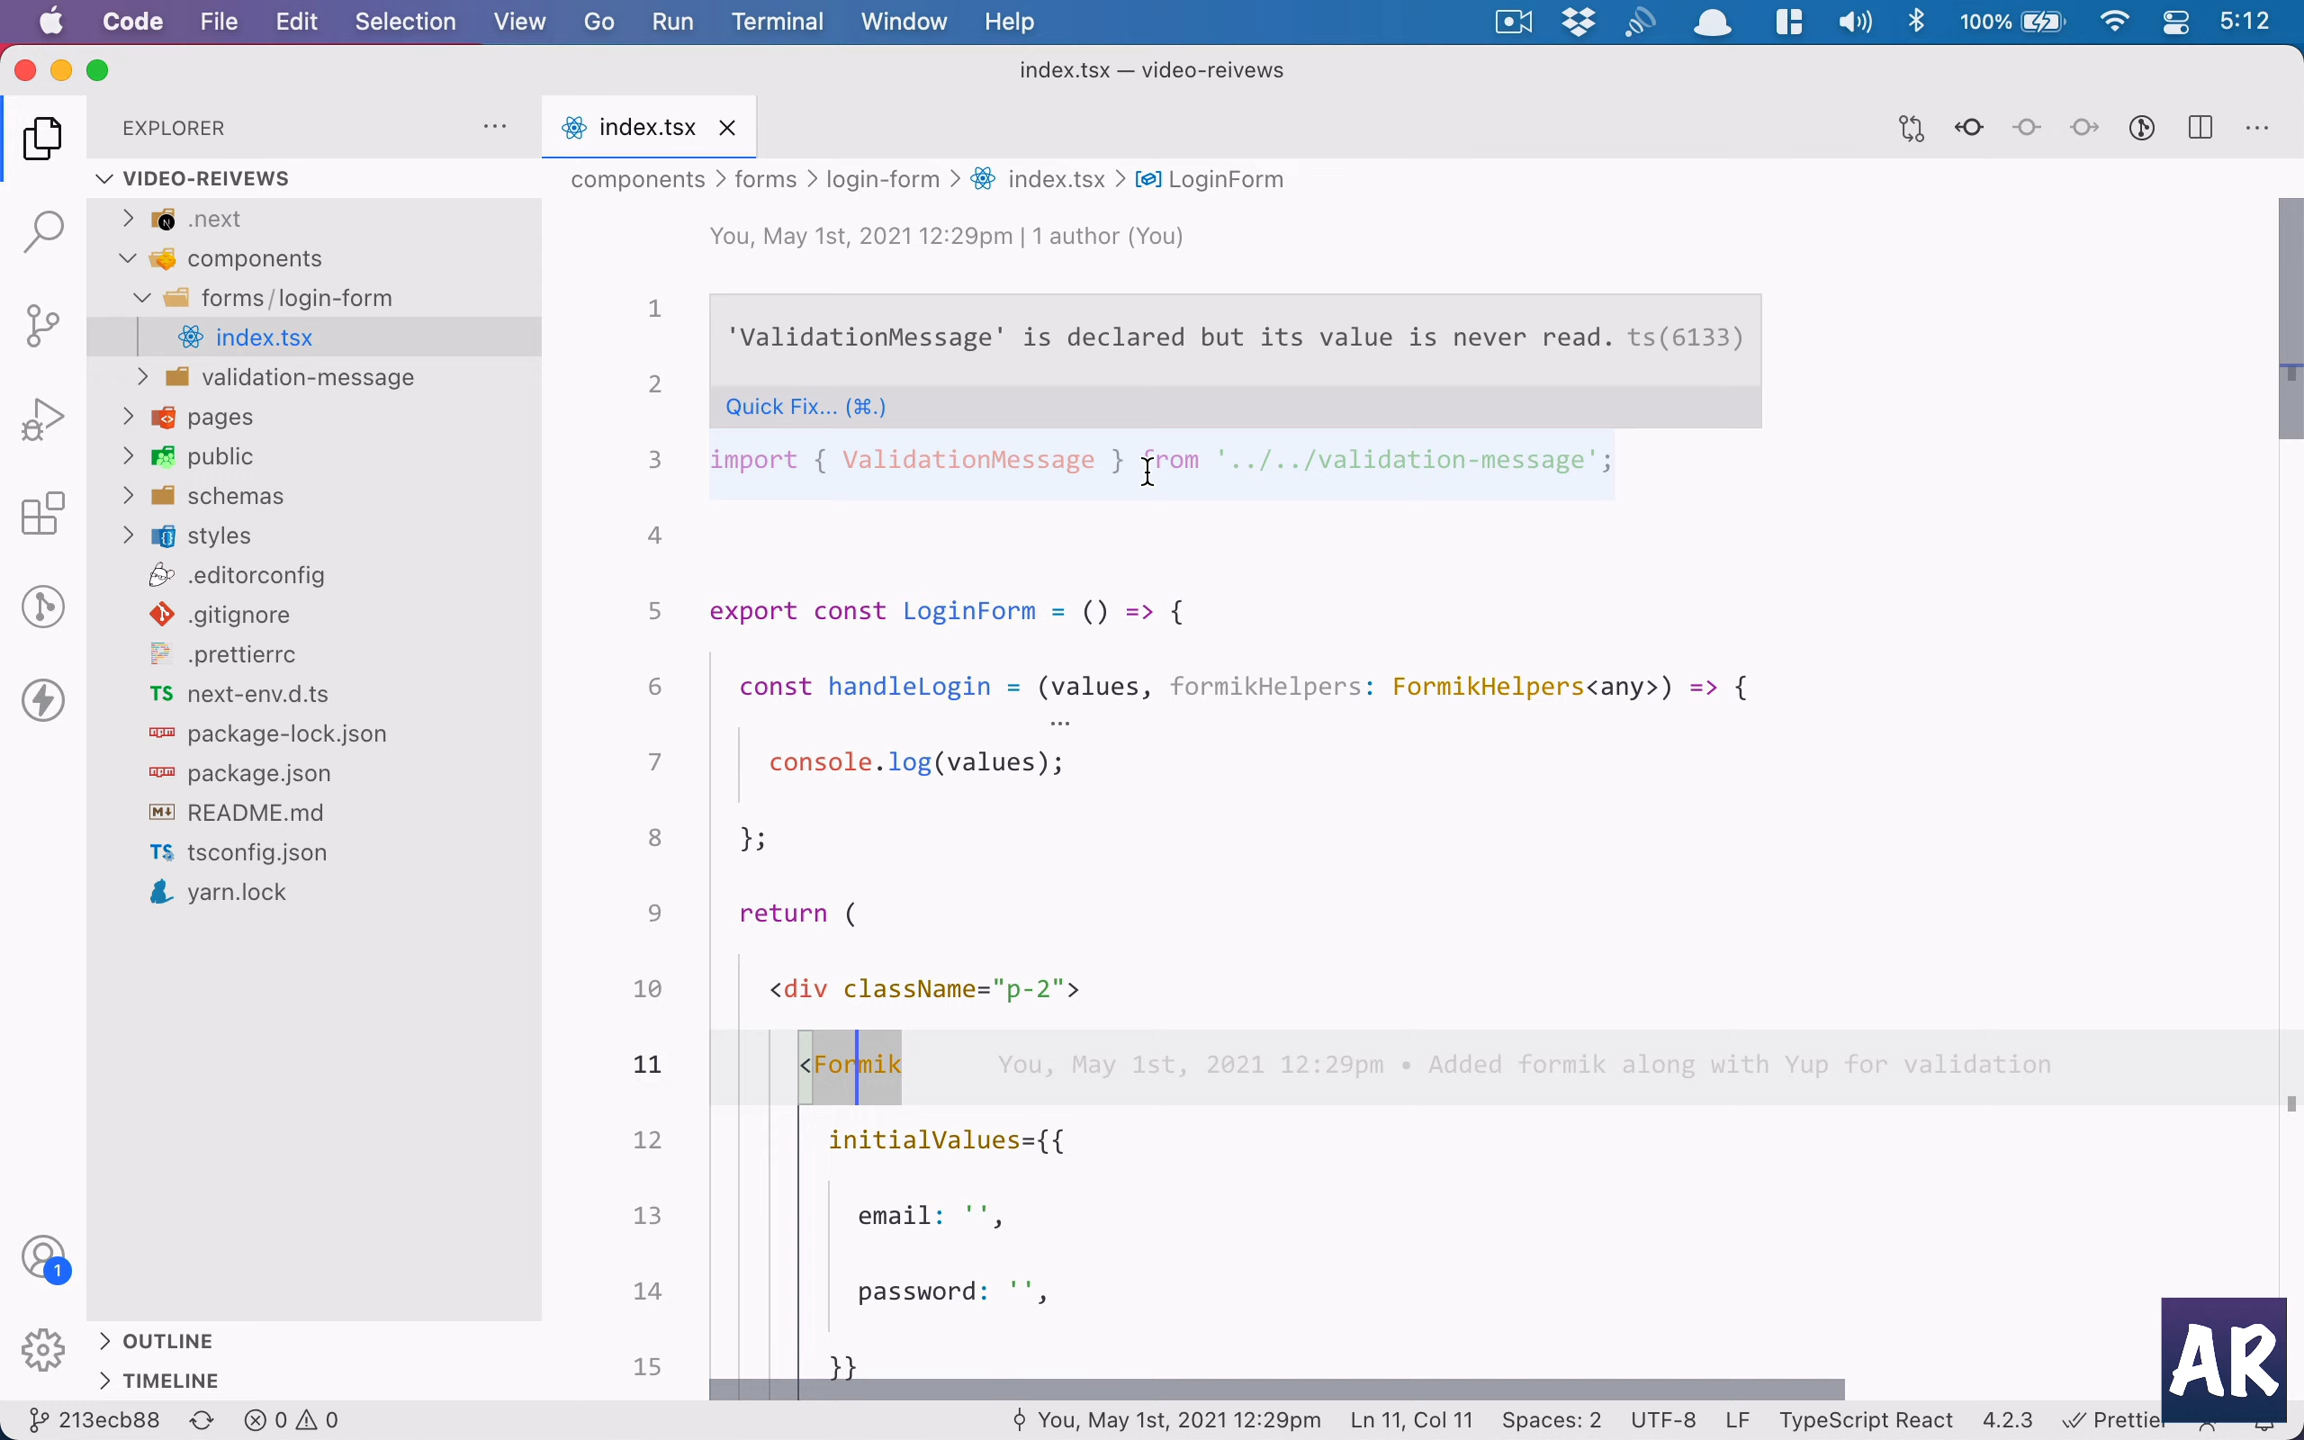 Code File Edit Selection View Go Run Terminal Window Help 100% 5:12
index.tsx — video-reivews
EXPLORER
index.tsx
VIDEO-REIVEWS
components > forms > login-form > index.tsx > LoginForm
.next
components
forms / login-form
index.tsx
validation-message
pages
public
schemas
styles
.editorconfig
.gitignore
.prettierrc
next-env.d.ts
package-lock.json
package.json
README.md
tsconfig.json
yarn.lock
OUTLINE
TIMELINE
1
You, May 1st, 2021 12:29pm | 1 author (You)
1
'ValidationMessage' is declared but its value is never read. ts(6133)
2
Quick Fix... (⌘.)
3 import { ValidationMessage } from '../../validation-message';
4
5 export const LoginForm = () => {
6 const handleLogin = (values, formikHelpers: FormikHelpers<any>) => {
7 console.log(values);
8 };
9 return (
10 <div className="p-2">
11 <Formik You, May 1st, 2021 12:29pm • Added formik along with Yup for validation
12 initialValues={{
13 email: '',
14 password: '',
15 }}
AR
213ecb88 0 0 You, May 1st, 2021 12:29pm Ln 11, Col 11 Spaces: 2 UTF-8 LF TypeScript React 4.2.3